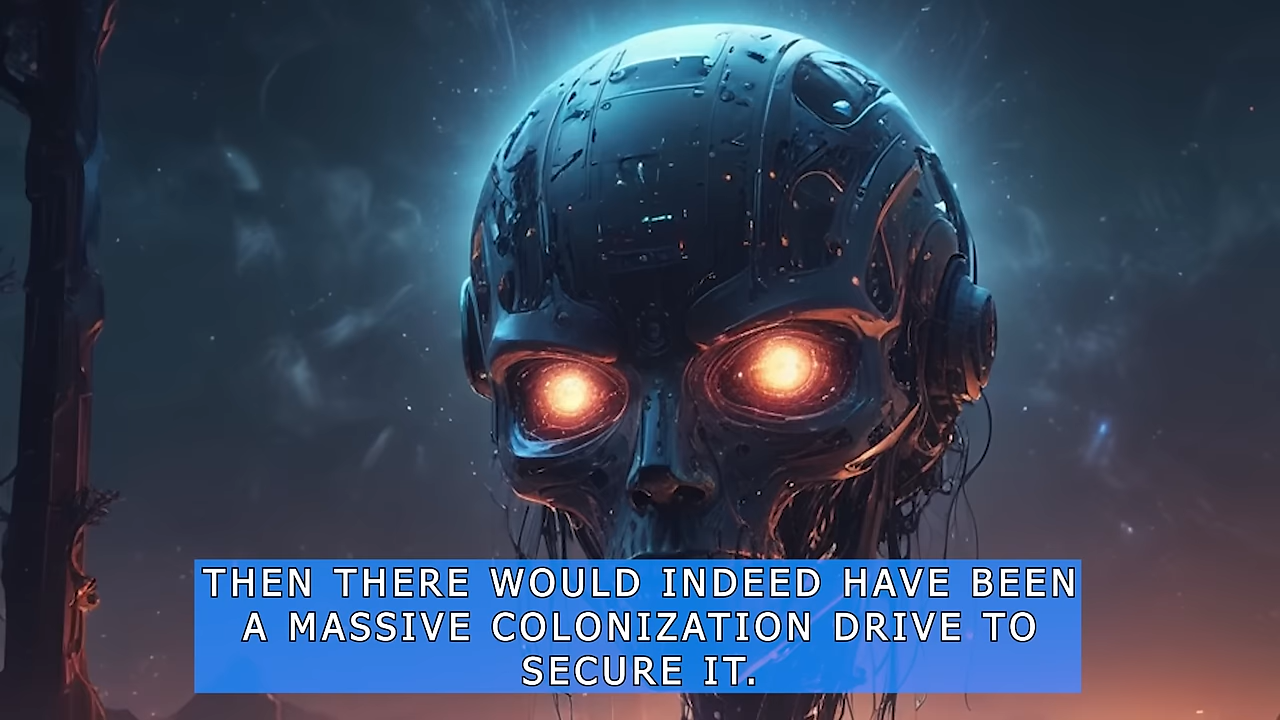 THEN THERE WOULD INDEED HAVE BEEN
A MASSIVE COLONIZATION DRIVE TO
SECURE IT.